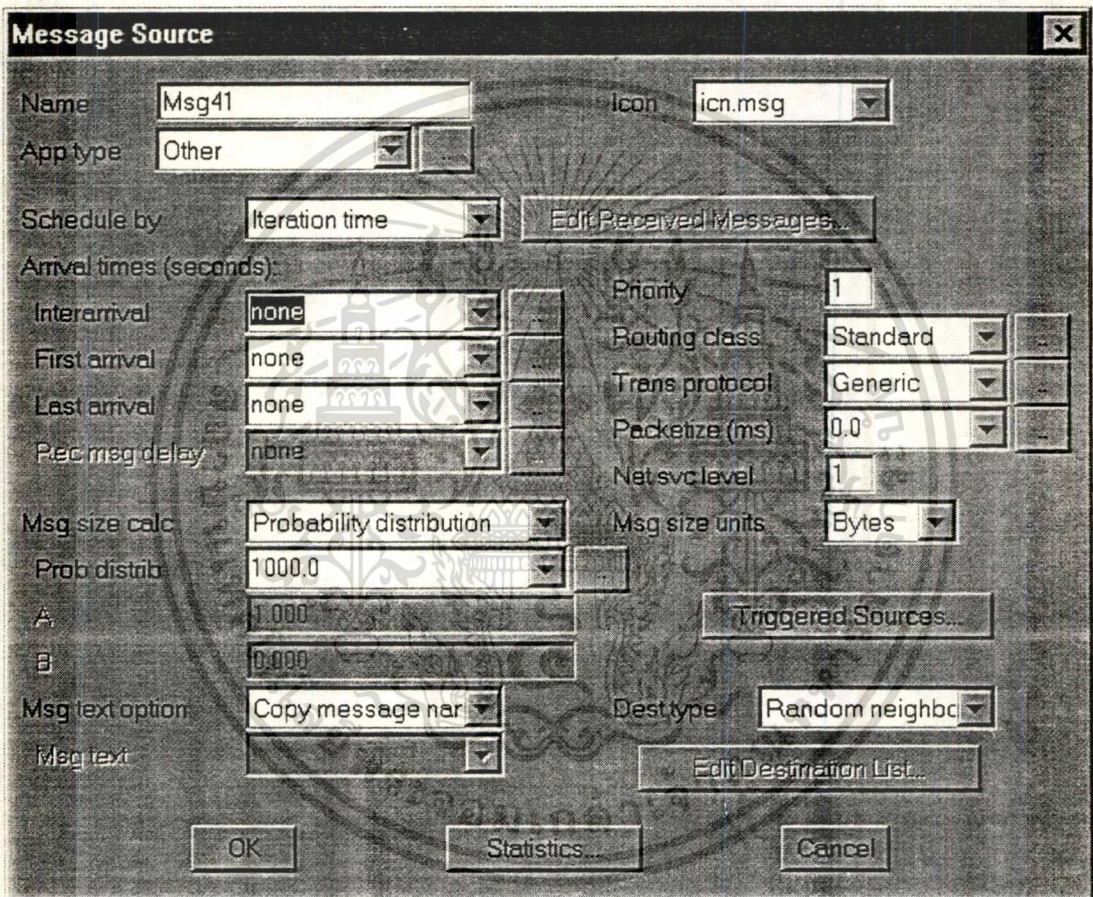 Message Source
Name Msg41 Icon icn.msg
App type Other ...
Schedule by Iteration time Edit Received Messages...
Arrival times (seconds):
Interarrival none ... Priority 1
First arrival none ... Routing class Standard ...
Last arrival none ... Trans protocol Generic ...
Rec msg delay none ... Packetize (ms) 0.0 ...
Net svc level 1
Msg size calc Probability distribution Msg size units Bytes
Prob distrib 1000.0 ...
A 1.000 Triggered Sources...
B 0.000
Msg text option Copy message nar Dest type Random neighbc
Msg text Edit Destination List...
OK Statistics... Cancel